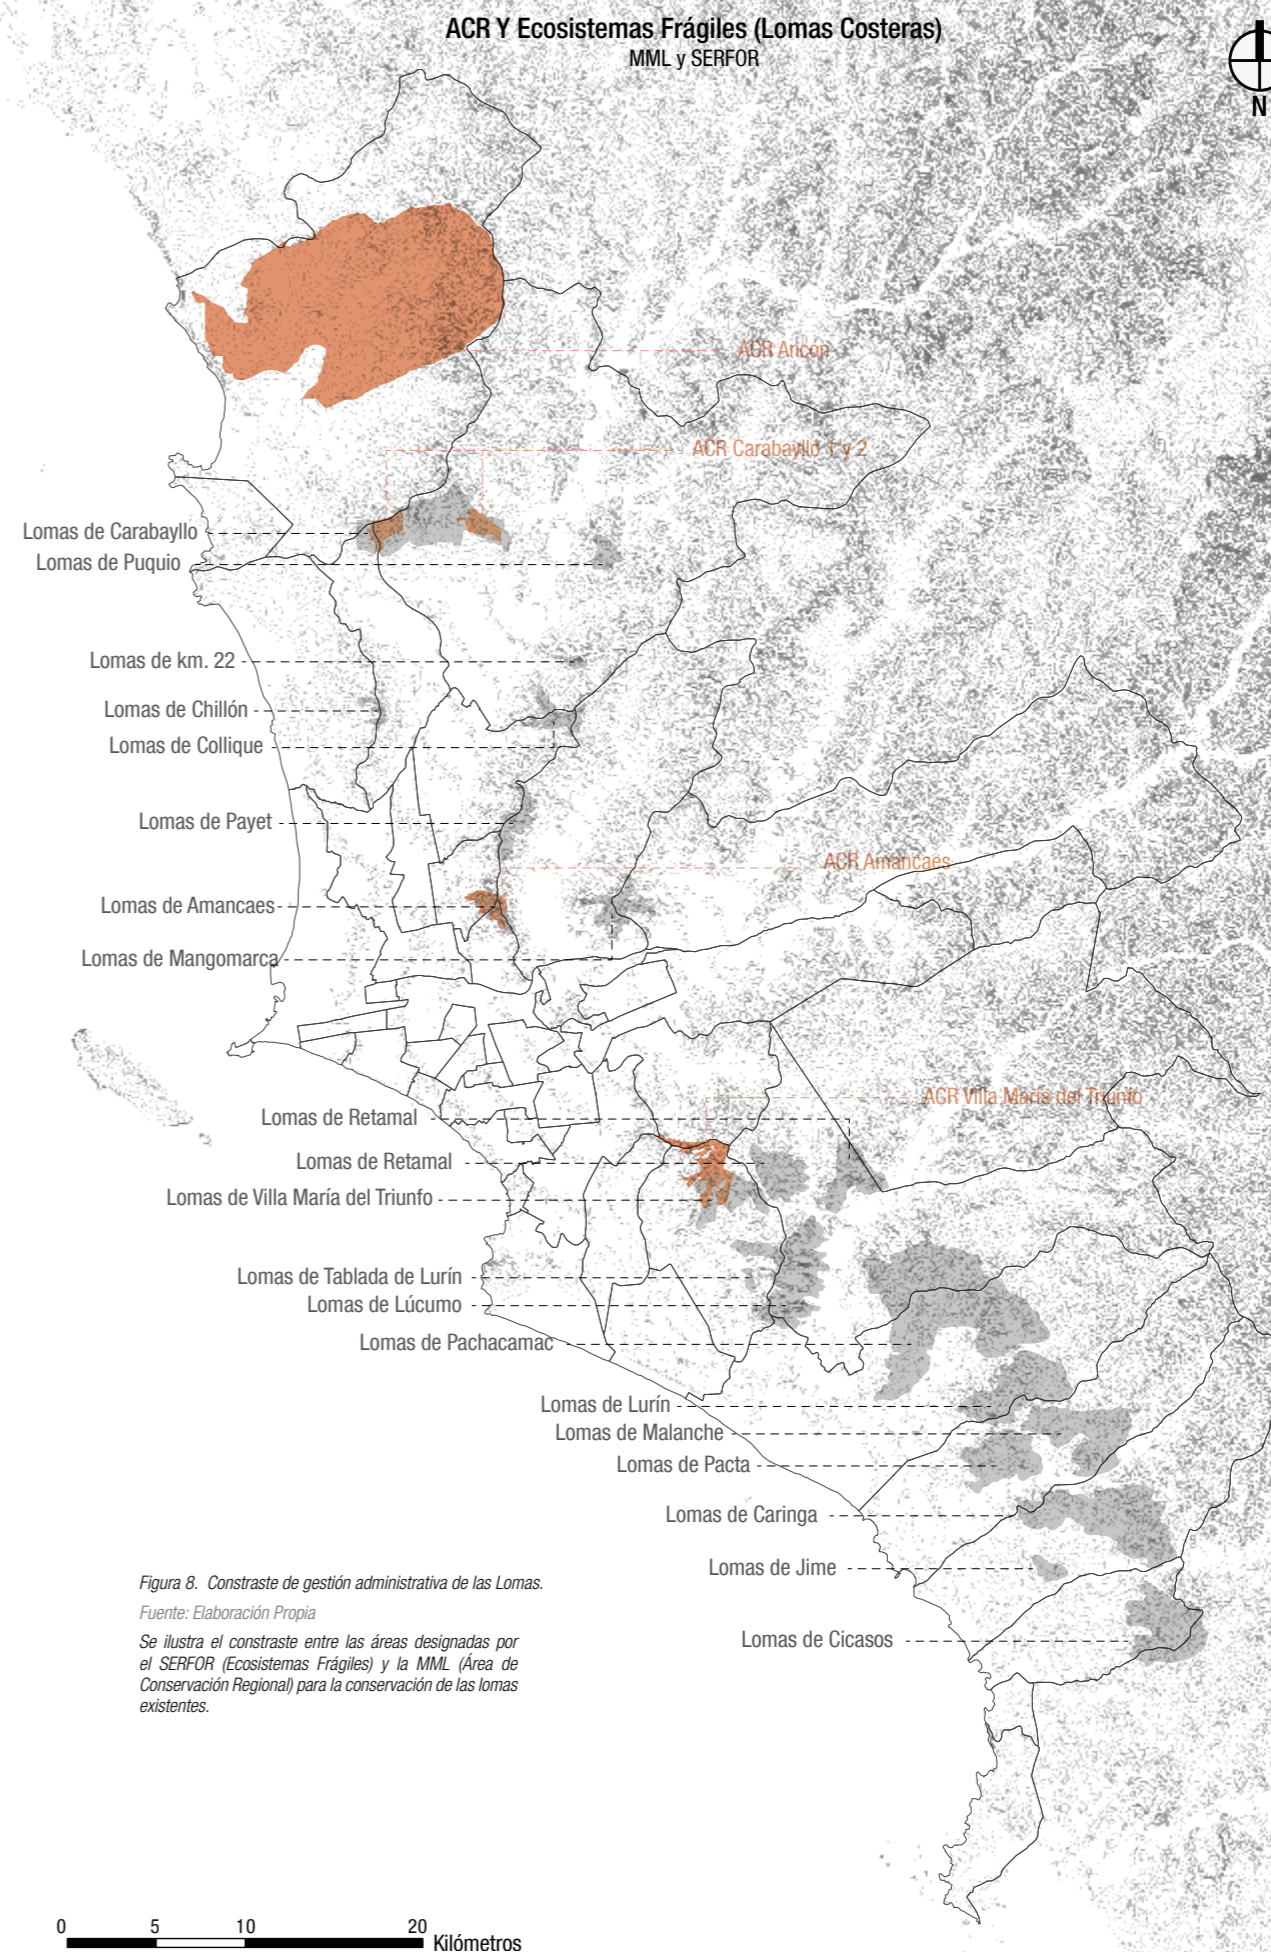 ACR Y Ecosistemas Frágiles (Lomas Costeras)
MML y SERFOR
N
ACR Ancón
ACR Carabayllo 1 y 2
Lomas de Carabayllo
Lomas de Puquio
Lomas de km. 22
Lomas de Chillón
Lomas de Collique
Lomas de Payet
ACR Amancaes
Lomas de Amancaes
Lomas de Mangomarca
ACR Villa María del Triunfo
Lomas de Retamal
Lomas de Retamal
Lomas de Villa María del Triunfo
Lomas de Tablada de Lurín
Lomas de Lúcumo
Lomas de Pachacamac
Lomas de Lurín
Lomas de Malanche
Lomas de Pacta
Lomas de Caringa
Lomas de Jime
Lomas de Cicasos
Figura 8. Constraste de gestión administrativa de las Lomas.
Fuente: Elaboración Propia
Se ilustra el constraste entre las áreas designadas por
el SERFOR (Ecosistemas Frágiles) y la MML (Área de
Conservación Regional) para la conservación de las lomas
existentes.
0 5 10 20
Kilómetros